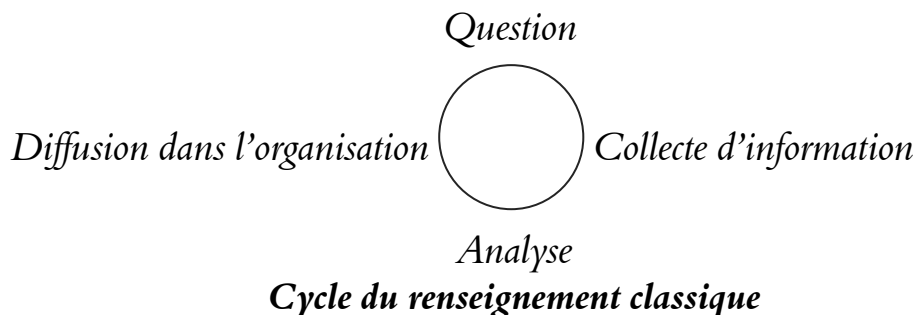 Question
Diffusion dans l’organisation Collecte d’information
Analyse
Cycle du renseignement classique